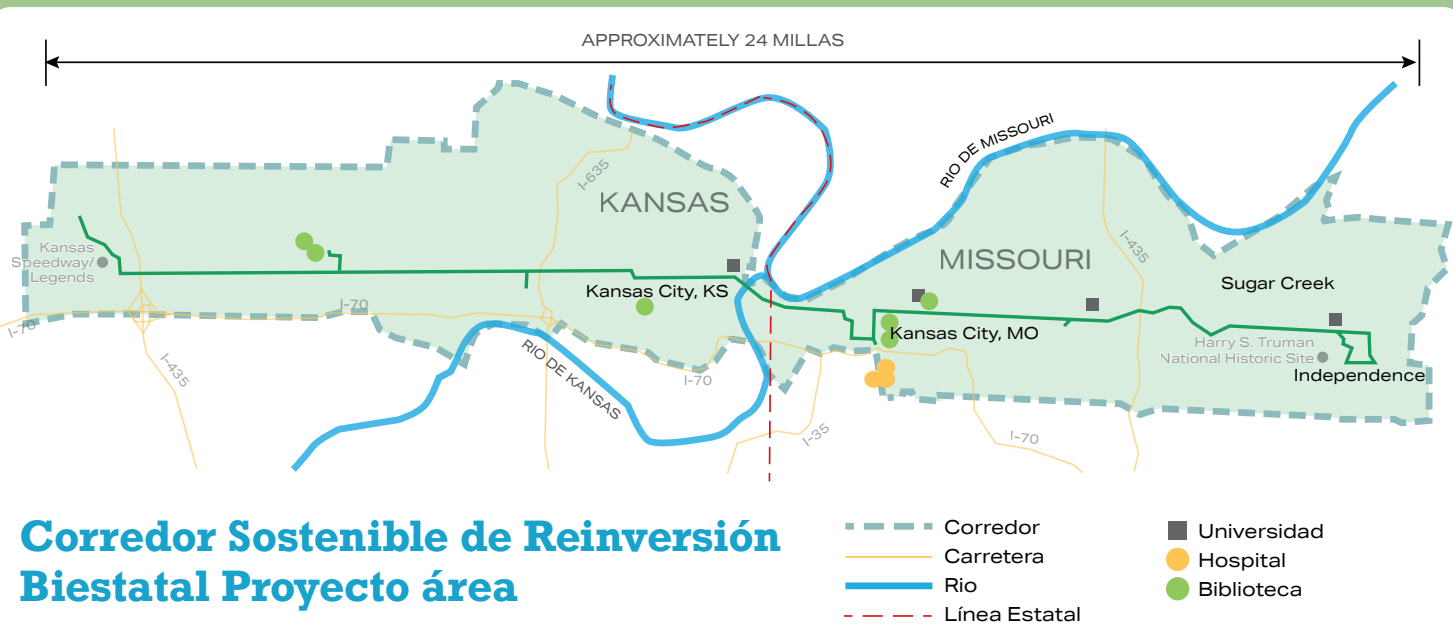 APPROXIMATELY 24 MILLAS
RIO DE MISSOURI
I-635
KANSAS
MISSOURI
I-435
Kansas
Speedway/
Legends
Sugar Creek
Kansas City, KS
I-70
I-70
Kansas City, MO
Harry S. Truman
National Historic Site
Independence
I-435
RIO DE KANSAS
I-70
I-35
I-70
Corredor Sostenible de Reinversión
Biestatal Proyecto área
Corredor
Carretera
Rio
Línea Estatal
Universidad
Hospital
Biblioteca